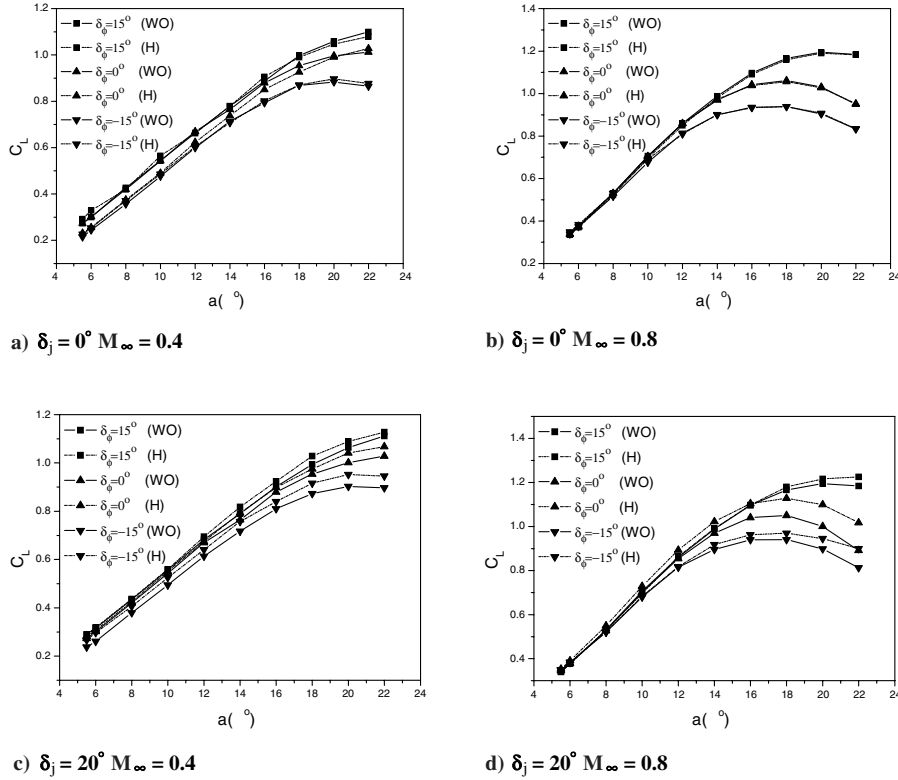 δφ=15° (WO)
δφ=15° (H)
δφ=0° (WO)
δφ=0° (H)
δφ=-15° (WO)
δφ=-15° (H)
1.2
1.0
0.8
0.6
0.4
0.2
C_L
4 6 8 10 12 14 16 18 20 22 24
a( °)
a) δj = 0° M∞ = 0.4
δφ=15° (WO)
δφ=15° (H)
δφ=0° (WO)
δφ=0° (H)
δφ=-15° (WO)
δφ=-15° (H)
1.4
1.2
1.0
0.8
0.6
0.4
0.2
C_L
4 6 8 10 12 14 16 18 20 22 24
a( °)
b) δj = 0° M∞ = 0.8
δφ=15° (WO)
δφ=15° (H)
δφ=0° (WO)
δφ=0° (H)
δφ=-15° (WO)
δφ=-15° (H)
1.2
1.0
0.8
0.6
0.4
0.2
C_L
4 6 8 10 12 14 16 18 20 22 24
a( °)
c) δj = 20° M∞ = 0.4
δφ=15° (WO)
δφ=15° (H)
δφ=0° (WO)
δφ=0° (H)
δφ=-15° (WO)
δφ=-15° (H)
1.4
1.2
1.0
0.8
0.6
0.4
C_L
4 6 8 10 12 14 16 18 20 22 24
a( °)
d) δj = 20° M∞ = 0.8